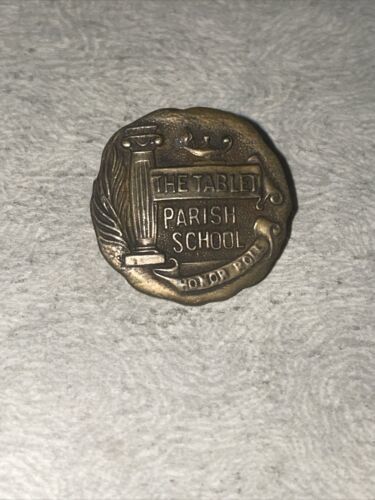 THE TABLET
PARISH
SCHOOL
HONOR ROLL